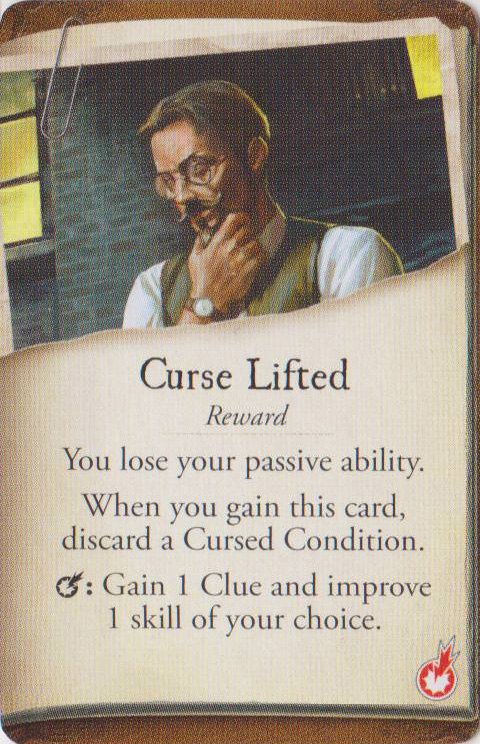 Curse Lifted
Reward
You lose your passive ability.
When you gain this card,
discard a Cursed Condition.
: Gain 1 Clue and improve
1 skill of your choice.